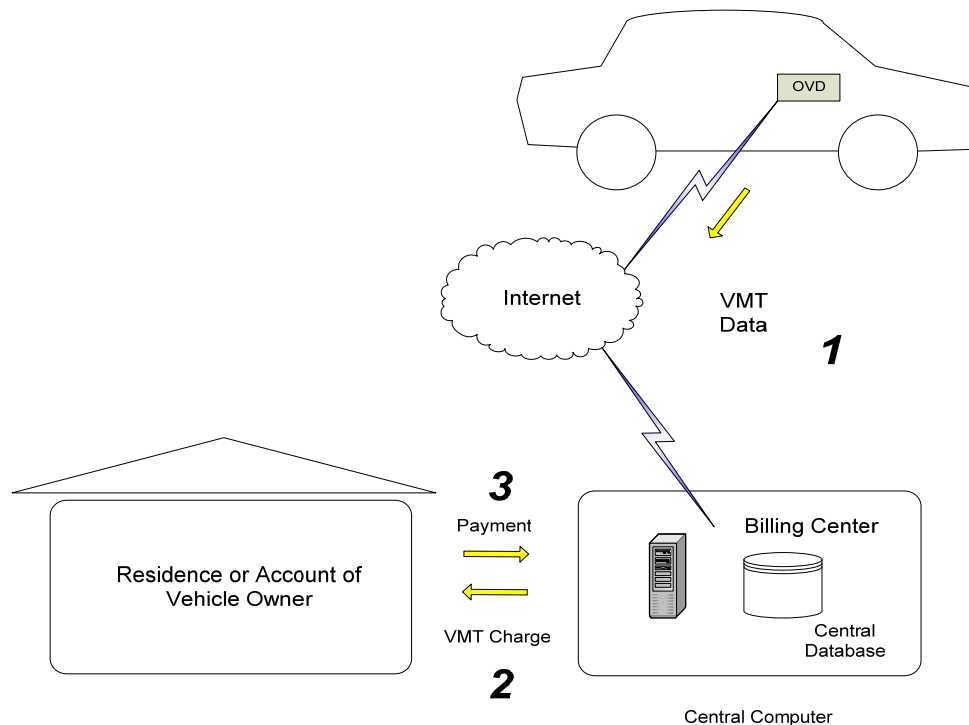 OVD
Internet
VMT
Data
1
3
Payment
Billing Center
Residence or Account of
Vehicle Owner
VMT Charge
Central
Database
2
Central Computer